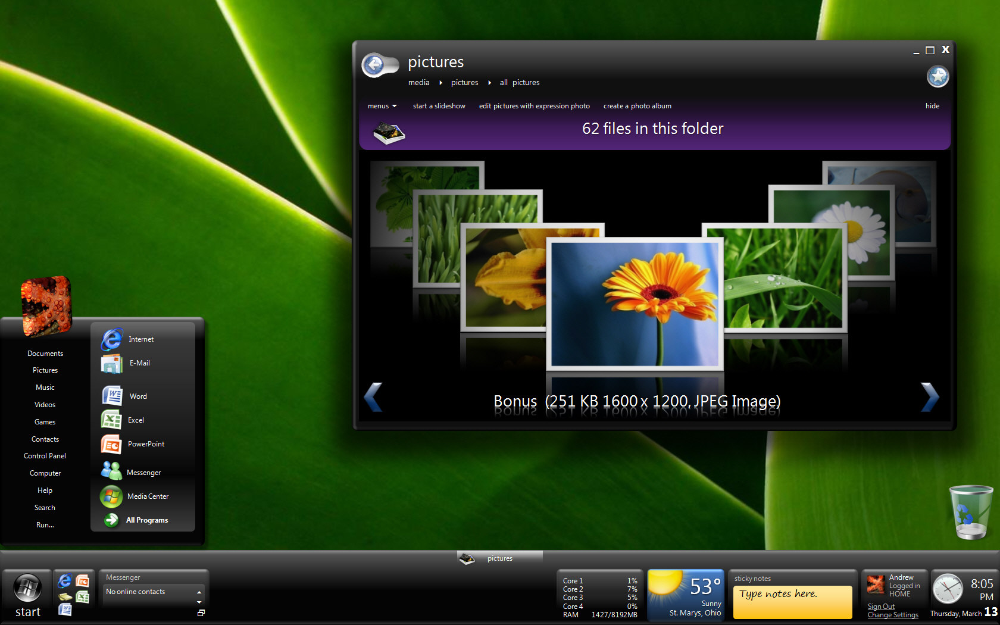 _ □ X
pictures
media ▸ pictures ▸ all pictures
menus start a slideshow edit pictures with expression photo create a photo album hide
62 files in this folder
Bonus (251 KB 1600 x 1200, JPEG Image)
Documents
Pictures
Music
Videos
Games
Contacts
Control Panel
Computer
Help
Search
Run...
Internet
E-Mail
Word
Excel
PowerPoint
Messenger
Media Center
All Programs
pictures
start
Messenger
No online contacts
Core 1 1%
Core 2 7%
Core 3 5%
Core 4 0%
RAM 1427/8192MB
53°
Sunny
St. Marys, Ohio
sticky notes
Type notes here.
Andrew
Logged in
HOME
Sign Out
Change Settings
8:05
PM
Thursday, March 13